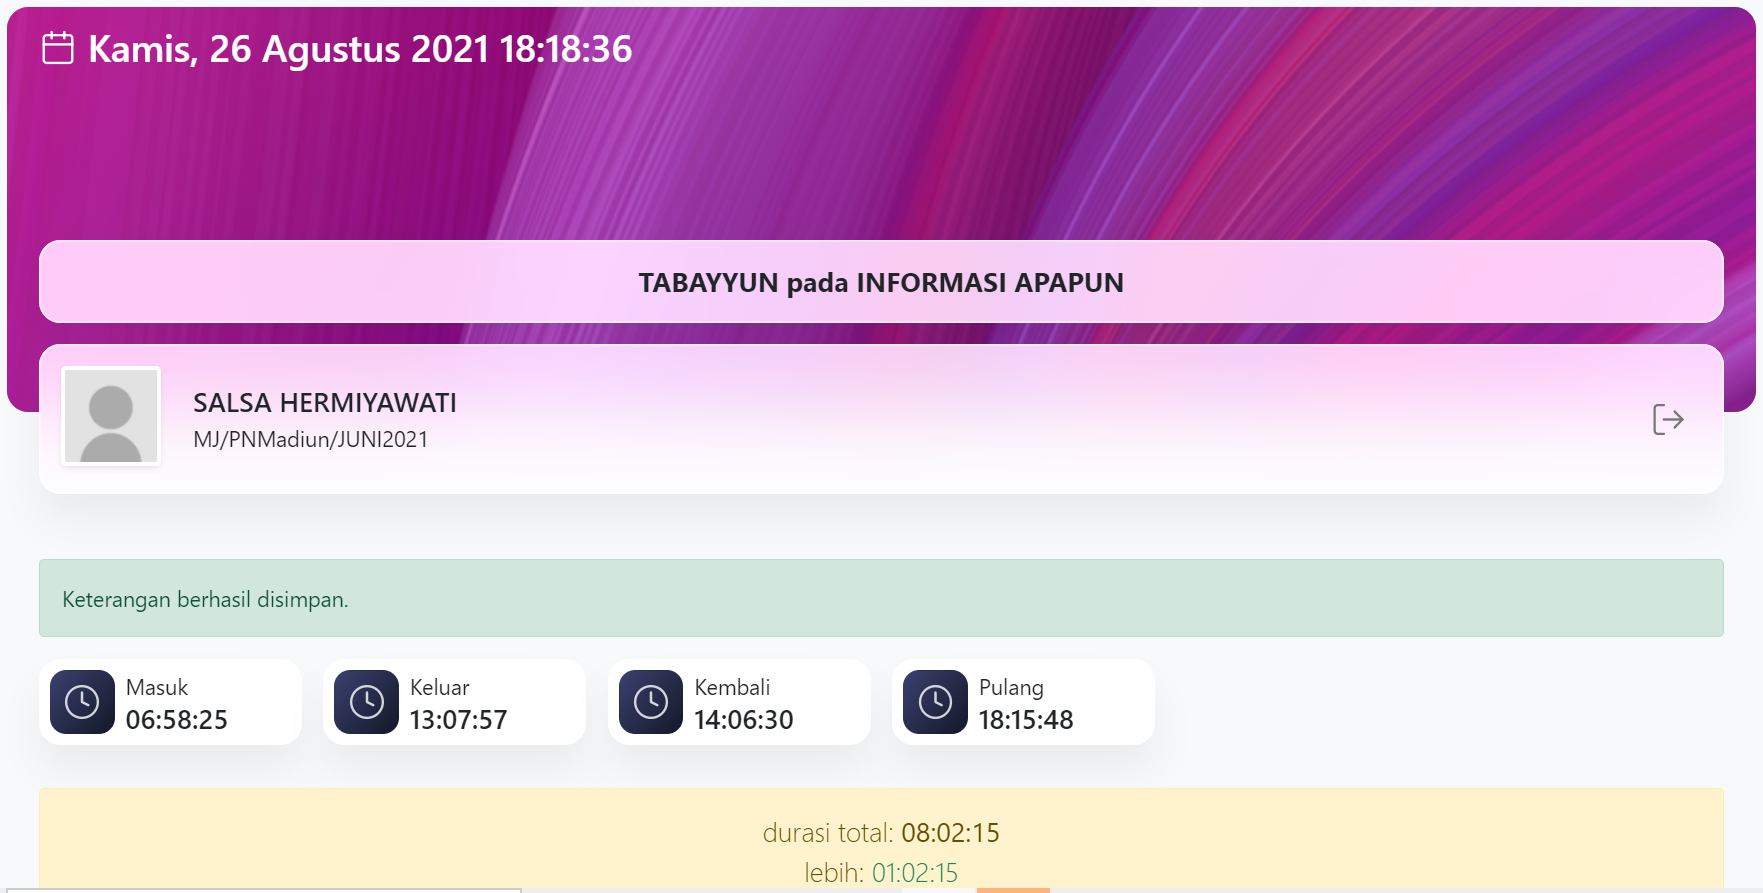 Kamis, 26 Agustus 2021 18:18:36
TABAYYUN pada INFORMASI APAPUN
SALSA HERMIYAWATI
MJ/PNMadiun/JUNI2021
Keterangan berhasil disimpan.
Masuk
06:58:25
Keluar
13:07:57
Kembali
14:06:30
Pulang
18:15:48
durasi total: 08:02:15
lebih: 01:02:15